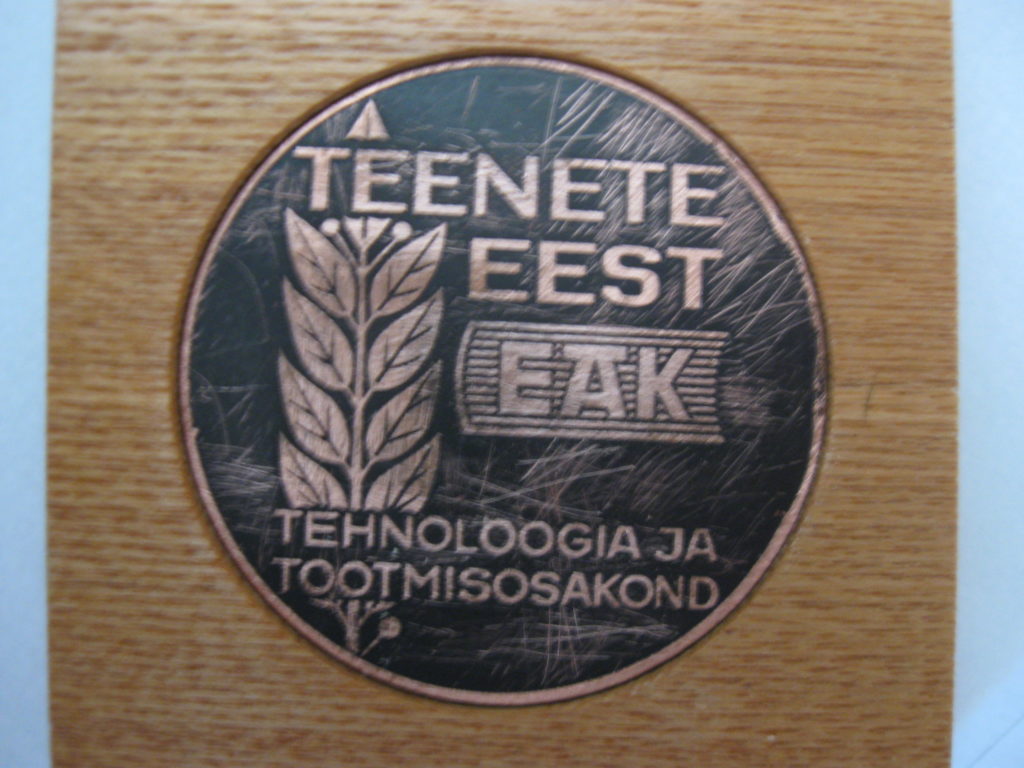 TEENETE
EEST
EAK
TEHNOLOOGIA JA
TOOTMISOSAKOND